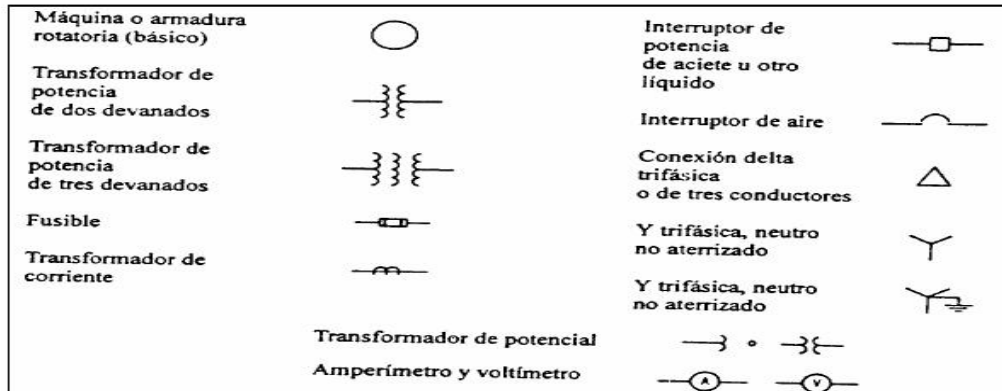 Máquina o armadura
rotatoria (básico)
Transformador de
potencia
de dos devanados
Transformador de
potencia
de tres devanados
Fusible
Transformador de
corriente
Interruptor de
potencia
de aciete u otro
líquido
Interruptor de aire
Conexión delta
trifásica
o de tres conductores
Y trifásica, neutro
no aterrizado
Y trifásica, neutro
no aterrizado
Transformador de potencial
Amperímetro y voltímetro
A
V